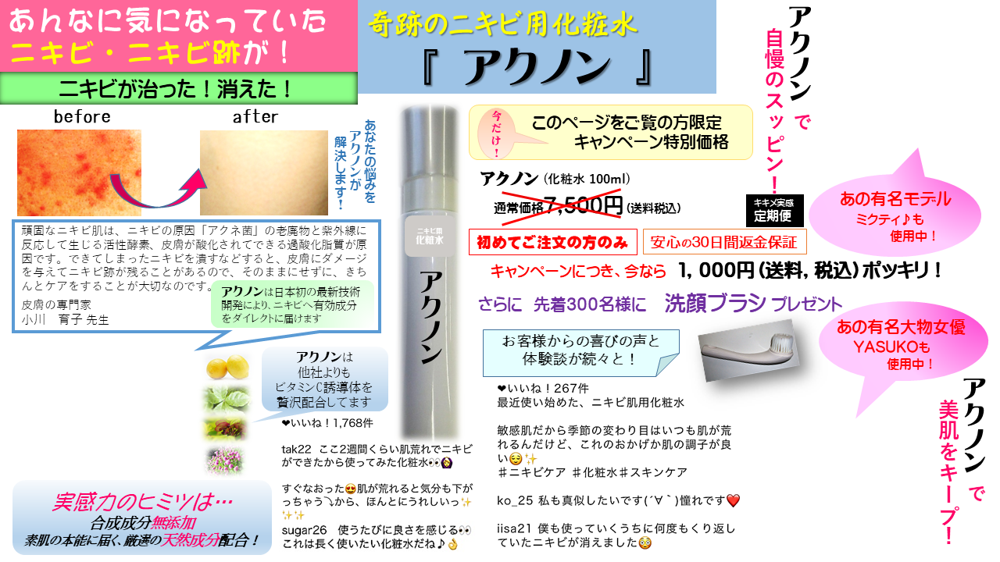 あんなに気になっていた
ニキビ・ニキビ跡が！
ニキビが治った！消えた！
before
after
あなたの悩みを
アクノンが
解決します！
頑固なニキビ肌は、ニキビの原因「アクネ菌」の老廃物と紫外線に
反応して生じる活性酵素、皮膚が酸化されてできる過酸化脂質が原
因です。できてしまったニキビを潰すなどすると、皮膚にダメージ
を与えてニキビ跡が残ることがあるので、そのままにせずに、きち
んとケアをすることが大切なのです。
皮膚の専門家
小川　育子 先生
アクノンは日本初の最新技術
開発により、ニキビへ有効成分
をダイレクトに届けます
アクノンは
他社よりも
ビタミンC誘導体を
贅沢配合してます
❤いいね！1,768件
tak22 ここ2週間くらい肌荒れでニキビ
ができたから使ってみた化粧水👀🙆‍♀️
すぐなおった😍肌が荒れると気分も下が
っちゃう⤵から、ほんとにうれしいっ✨
✨✨
sugar26　使うたびに良さを感じる👀
これは長く使いたい化粧水だね♪👌
実感力のヒミツは…
合成成分無添加
素肌の本能に届く、厳選の天然成分配合！
奇跡のニキビ用化粧水
『 アクノン 』
ニキビ用
化粧水
アクノン
今だけ！
このページをご覧の方限定
キャンペーン特別価格
アクノン（化粧水 100ml）
通常価格7,500円（送料税込）
初めてご注文の方のみ
安心の30日間返金保証
キャンペーンにつき、今なら 1,000円（送料，税込）ポッキリ！
さらに 先着300名様に 洗顔ブラシ プレゼント
お客様からの喜びの声と
体験談が続々と！
❤いいね！267件
最近使い始めた、ニキビ肌用化粧水
敏感肌だから季節の変わり目はいつも肌が荒
れるんだけど、これのおかげか肌の調子が良
い😌✨
＃ニキビケア ＃化粧水＃スキンケア
ko_25 私も真似したいです(´∀｀)憧れです❤️
iisa21 僕も使っていくうちに何度もくり返し
ていたニキビが消えました😳
アクノンで
自慢のスッピン！
キキメ実感
定期便
あの有名モデル
ミクティ♪も
使用中！
あの有名大物女優
YASUKOも
使用中！
アクノンで
美肌をキープ！